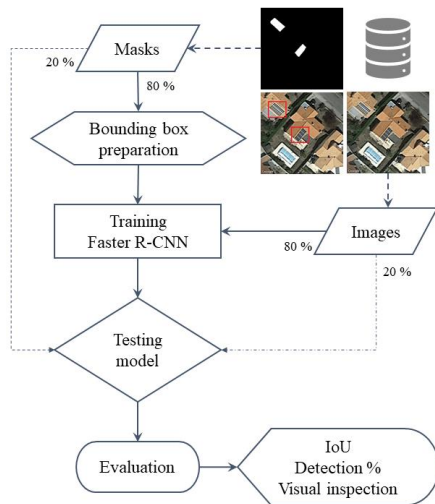 Masks
20 %
80 %
Bounding box
preparation
Training
Faster R-CNN
Images
80 %
20 %
Testing
model
Evaluation
IoU
Detection %
Visual inspection